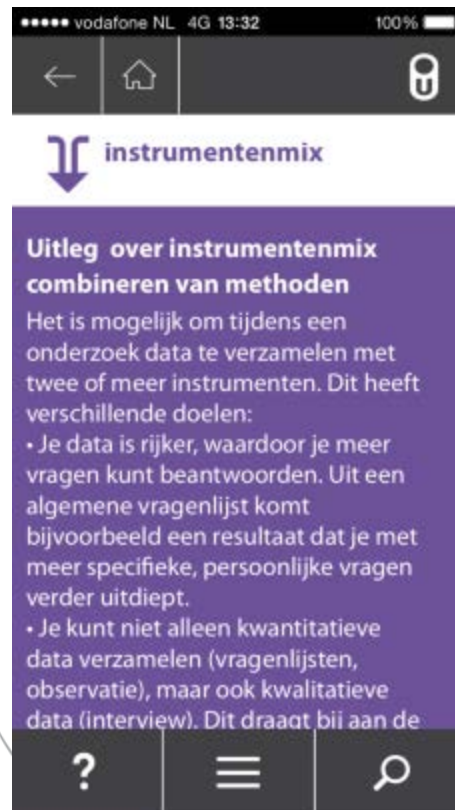 vodafone NL 4G 13:32 100%
instrumentenmix
Uitleg over instrumentenmix
combineren van methoden
Het is mogelijk om tijdens een
onderzoek data te verzamelen met
twee of meer instrumenten. Dit heeft
verschillende doelen:
• Je data is rijker, waardoor je meer
vragen kunt beantwoorden. Uit een
algemene vragenlijst komt
bijvoorbeeld een resultaat dat je met
meer specifieke, persoonlijke vragen
verder uitdiept.
• Je kunt niet alleen kwantitatieve
data verzamelen (vragenlijsten,
observatie), maar ook kwalitatieve
data (interview). Dit draagt bij aan de
?